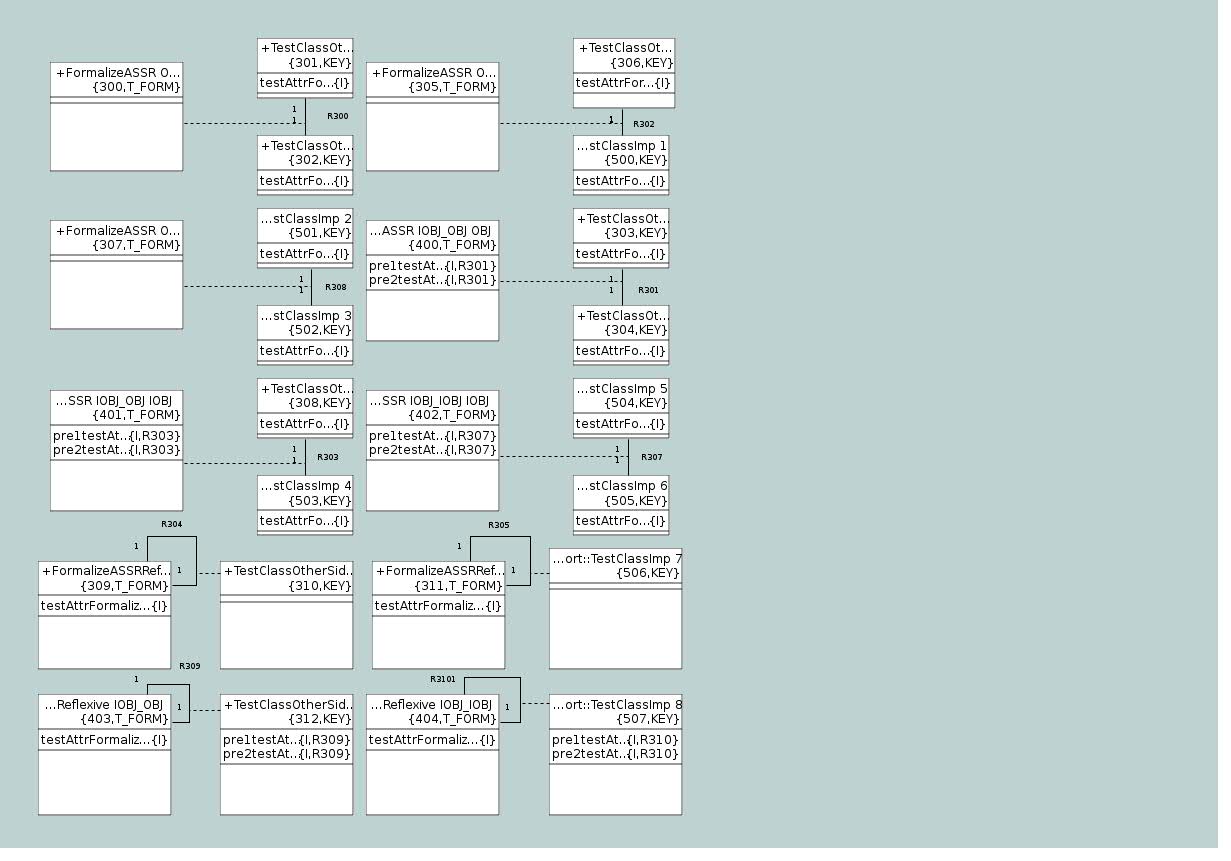 +FormalizeASSR O...
{300,T_FORM}
+TestClassOt...
{301,KEY}
testAttrFo...{I}
1
1
R300
+TestClassOt...
{302,KEY}
testAttrFo...{I}
+FormalizeASSR O...
{305,T_FORM}
+TestClassOt...
{306,KEY}
testAttrFor...{I}
1
R302
...stClassImp 1
{500,KEY}
testAttrFo...{I}
+FormalizeASSR O...
{307,T_FORM}
...stClassImp 2
{501,KEY}
testAttrFo...{I}
1
1
R308
...stClassImp 3
{502,KEY}
testAttrFo...{I}
...ASSR IOBJ_OBJ OBJ
{400,T_FORM}
pre1testAt...{I,R301}
pre2testAt...{I,R301}
+TestClassOt...
{303,KEY}
testAttrFo...{I}
1
1
R301
+TestClassOt...
{304,KEY}
testAttrFo...{I}
...SSR IOBJ_OBJ IOBJ
{401,T_FORM}
pre1testAt...{I,R303}
pre2testAt...{I,R303}
+TestClassOt...
{308,KEY}
testAttrFo...{I}
1
1
R303
...stClassImp 4
{503,KEY}
testAttrFo...{I}
...SSR IOBJ_IOBJ IOBJ
{402,T_FORM}
pre1testAt...{I,R307}
pre2testAt...{I,R307}
...stClassImp 5
{504,KEY}
testAttrFo...{I}
1
1
R307
...stClassImp 6
{505,KEY}
testAttrFo...{I}
R304
1
1
+FormalizeASSRRef...
{309,T_FORM}
testAttrFormaliz...{I}
+TestClassOtherSid...
{310,KEY}
R305
1
1
+FormalizeASSRRef...
{311,T_FORM}
testAttrFormaliz...{I}
...ort::TestClassImp 7
{506,KEY}
R309
1
1
...Reflexive IOBJ_OBJ
{403,T_FORM}
testAttrFormaliz...{I}
+TestClassOtherSid...
{312,KEY}
pre1testAt...{I,R309}
pre2testAt...{I,R309}
R3101
1
...Reflexive IOBJ_IOBJ
{404,T_FORM}
testAttrFormaliz...{I}
...ort::TestClassImp 8
{507,KEY}
pre1testAt...{I,R310}
pre2testAt...{I,R310}